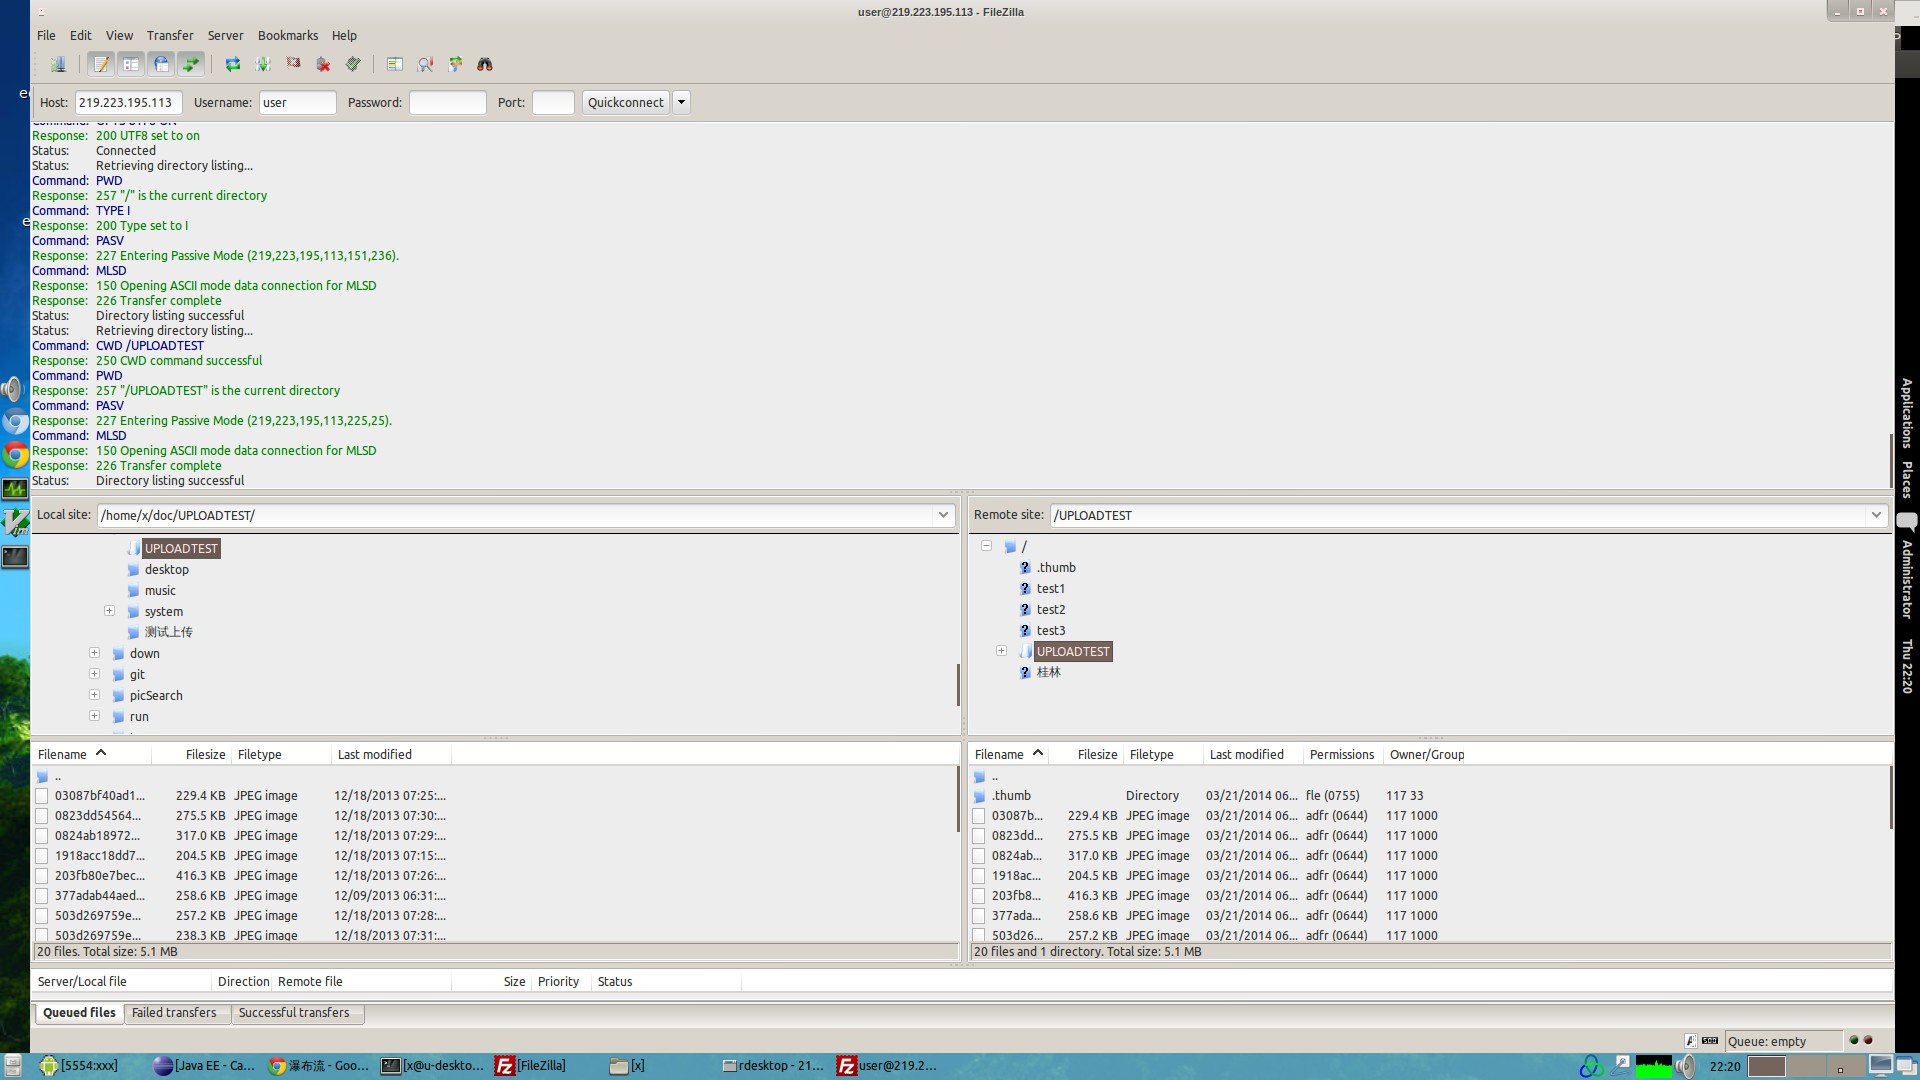 user@219.223.195.113 - FileZilla
File Edit View Transfer Server Bookmarks Help
Host: 219.223.195.113 Username: user Password: Port: Quickconnect
Response: 200 UTF8 set to on
Status: Connected
Status: Retrieving directory listing...
Command: PWD
Response: 257 "/" is the current directory
Command: TYPE I
Response: 200 Type set to I
Command: PASV
Response: 227 Entering Passive Mode (219,223,195,113,151,236).
Command: MLSD
Response: 150 Opening ASCII mode data connection for MLSD
Response: 226 Transfer complete
Status: Directory listing successful
Status: Retrieving directory listing...
Command: CWD /UPLOADTEST
Response: 250 CWD command successful
Command: PWD
Response: 257 "/UPLOADTEST" is the current directory
Command: PASV
Response: 227 Entering Passive Mode (219,223,195,113,225,25).
Command: MLSD
Response: 150 Opening ASCII mode data connection for MLSD
Response: 226 Transfer complete
Status: Directory listing successful
Local site: /home/x/doc/UPLOADTEST/
UPLOADTEST
desktop
music
system
测试上传
down
git
picSearch
run
Remote site: /UPLOADTEST
/
.thumb
test1
test2
test3
UPLOADTEST
桂林
Filename Filesize Filetype Last modified
..
03087bf40ad1... 229.4 KB JPEG image 12/18/2013 07:25:...
0823dd54564... 275.5 KB JPEG image 12/18/2013 07:30:...
0824ab18972... 317.0 KB JPEG image 12/18/2013 07:29:...
1918acc18dd7... 204.5 KB JPEG image 12/18/2013 07:15:...
203fb80e7bec... 416.3 KB JPEG image 12/18/2013 07:26:...
377adab44aed... 258.6 KB JPEG image 12/09/2013 06:31:...
503d269759e... 257.2 KB JPEG image 12/18/2013 07:28:...
503d269759e... 238.3 KB JPEG image 12/18/2013 07:31:...
20 files. Total size: 5.1 MB
Filename Filesize Filetype Last modified Permissions Owner/Group
..
.thumb Directory 03/21/2014 06... fle (0755) 117 33
03087b... 229.4 KB JPEG image 03/21/2014 06... adfr (0644) 117 1000
0823dd... 275.5 KB JPEG image 03/21/2014 06... adfr (0644) 117 1000
0824ab... 317.0 KB JPEG image 03/21/2014 06... adfr (0644) 117 1000
1918ac... 204.5 KB JPEG image 03/21/2014 06... adfr (0644) 117 1000
203fb8... 416.3 KB JPEG image 03/21/2014 06... adfr (0644) 117 1000
377ada... 258.6 KB JPEG image 03/21/2014 06... adfr (0644) 117 1000
503d26... 257.2 KB JPEG image 03/21/2014 06... adfr (0644) 117 1000
20 files and 1 directory. Total size: 5.1 MB
Server/Local file Direction Remote file Size Priority Status
Queued files Failed transfers Successful transfers
Queue: empty
[5554:xxx] [Java EE - Ca... 瀑布流 - Goo... [x@u-deskto... [FileZilla] [x] rdesktop - 21... user@219.2... 22:20
Applications
Places
Administrator
Thu 22:20